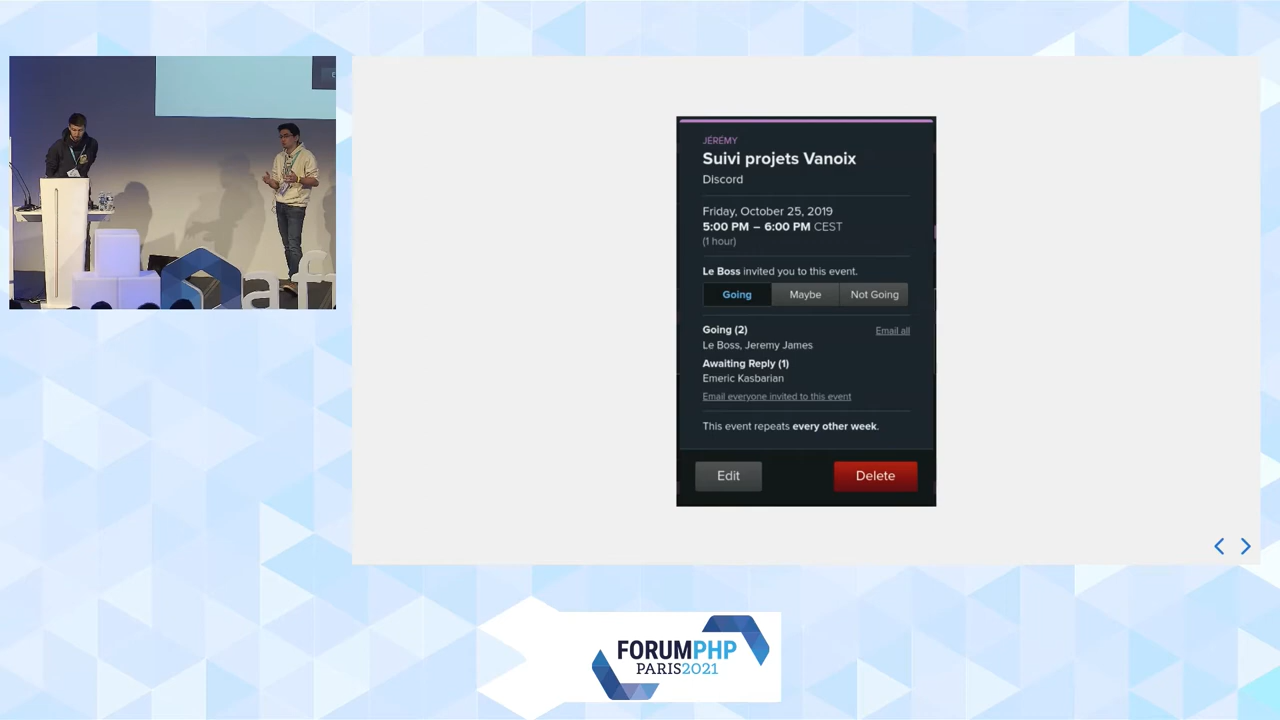 af
JÉRÉMY
Suivi projets Vanoix
Discord
Friday, October 25, 2019
5:00 PM – 6:00 PM CEST
(1 hour)
Le Boss invited you to this event.
Going Maybe Not Going
Going (2) Email all
Le Boss, Jeremy James
Awaiting Reply (1)
Emeric Kasbarian
Email everyone invited to this event
This event repeats every other week.
Edit Delete
FORUMPHP
PARIS2021